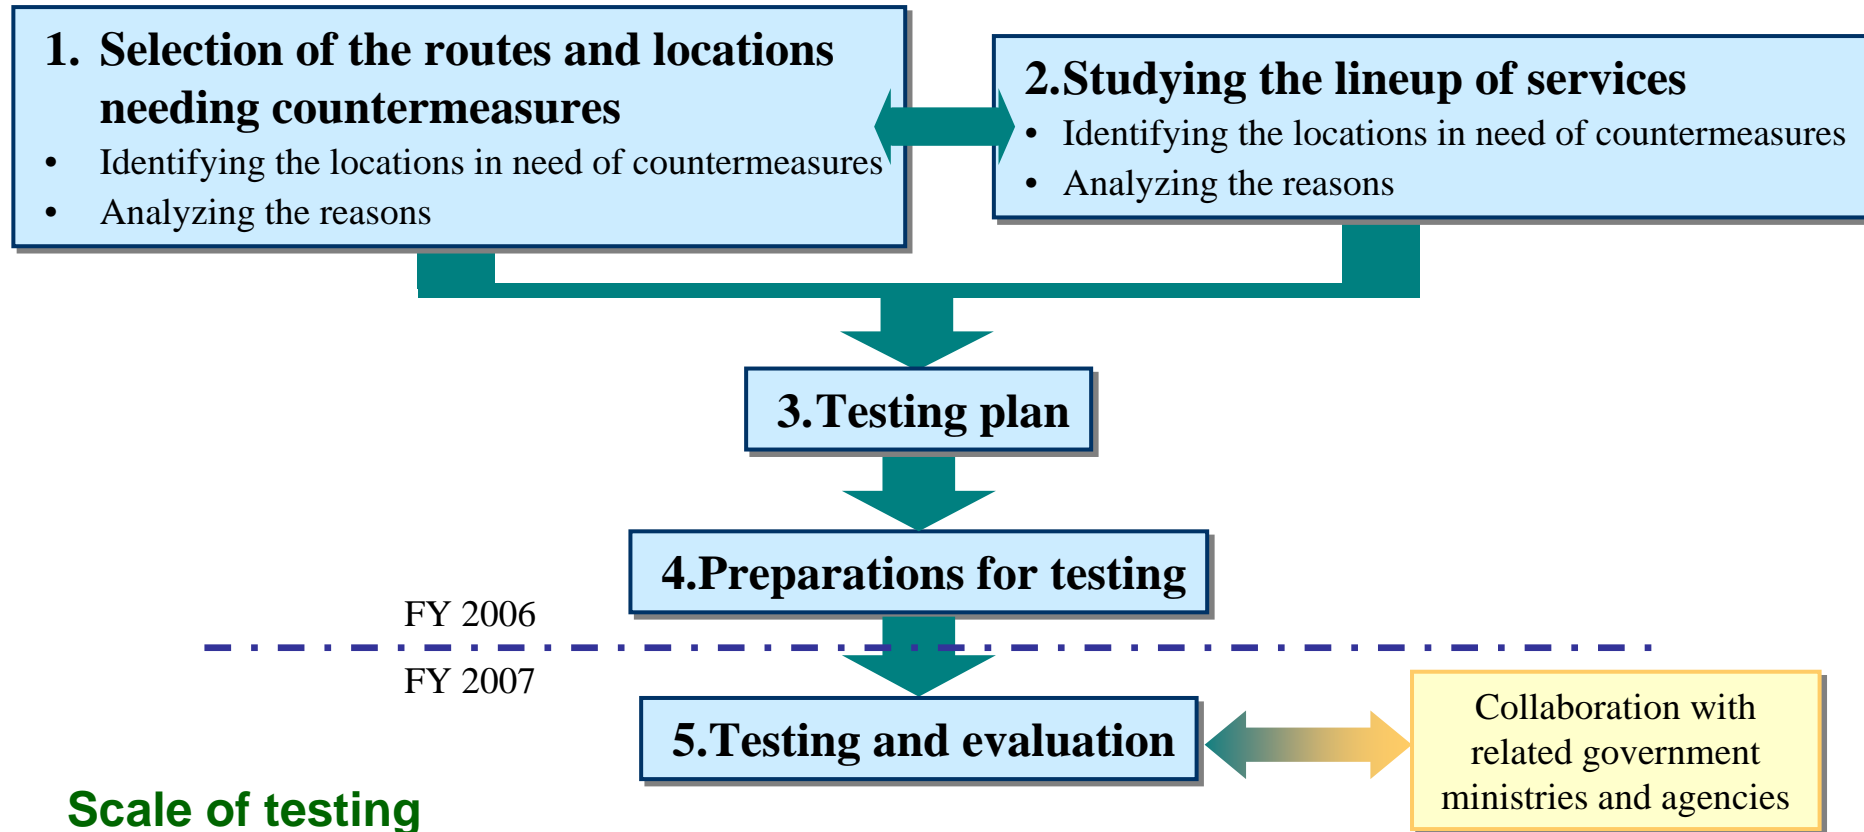 1. Selection of the routes and locations
needing countermeasures
• Identifying the locations in need of countermeasures
• Analyzing the reasons
2.Studying the lineup of services
• Identifying the locations in need of countermeasures
• Analyzing the reasons
3.Testing plan
4.Preparations for testing
FY 2006
FY 2007
5.Testing and evaluation
Collaboration with
related government
ministries and agencies
Scale of testing